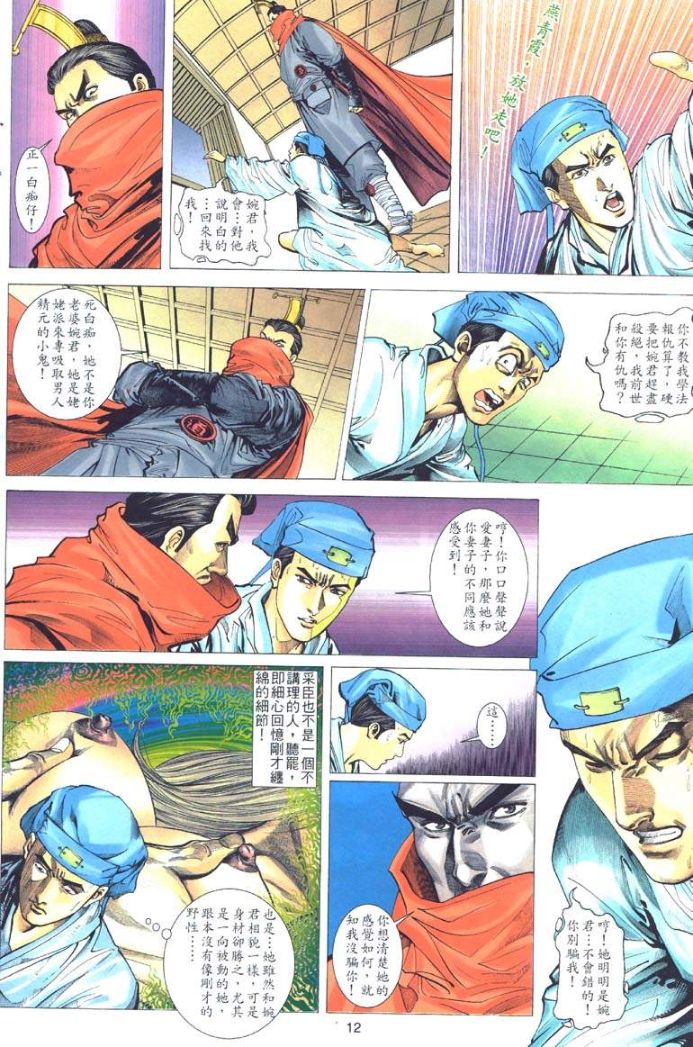 燕青霞，放她走吧！
婉君，我
會…對他
說明白的
…回來找
我！
正一白痴仔！
你不教我學法
報仇算了，硬
要把婉君趕盡
殺絕，我前世
和你有仇嗎？
死白痴，她不是你
老婆婉君，她是姥
姥派來專吸取男人
精元的小鬼！
哼！你口口聲聲說
愛妻子，那麼她和
你妻子的不同應該
感受到！
哼！她明明是婉
君…不會錯的！
你別騙我！
這……
你想清楚她的
感覺如何，就
知我沒騙你！
采臣也不是一個不
講理的人，聽罷，
即細心回憶剛才纏
綿的細節！
也是…她雖然和婉
君相貌一樣，可是
身材卻勝之，尤其
是一向被動的她，
跟本沒有像剛才的
野性…
12